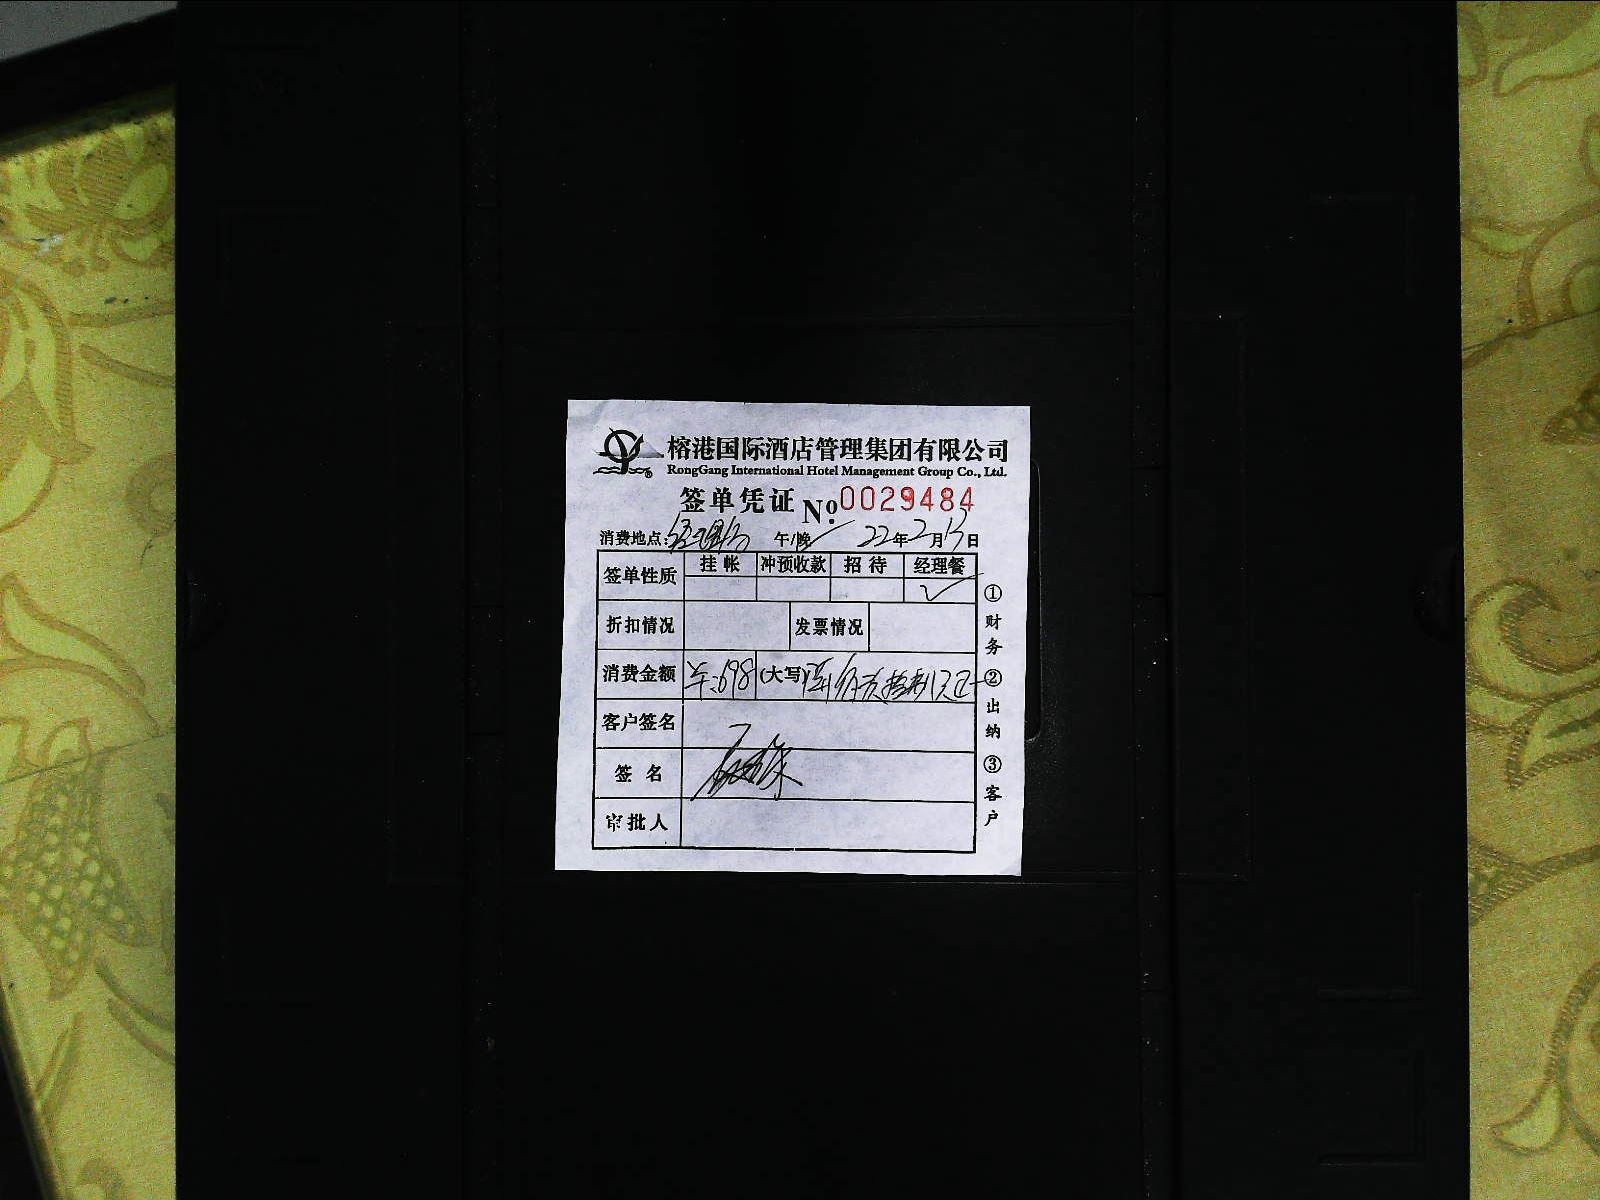 榕港国际酒店管理集团有限公司
RongGang International Hotel Management Group Co., Ltd.
签单凭证 Nº 0029484
消费地点: 午/晚 22年2月13日
签单性质 挂帐 冲预收款 招待 经理餐
折扣情况 发票情况
消费金额 ¥:698 (大写)
客户签名
签名
审批人
①财务 ②出纳 ③客户